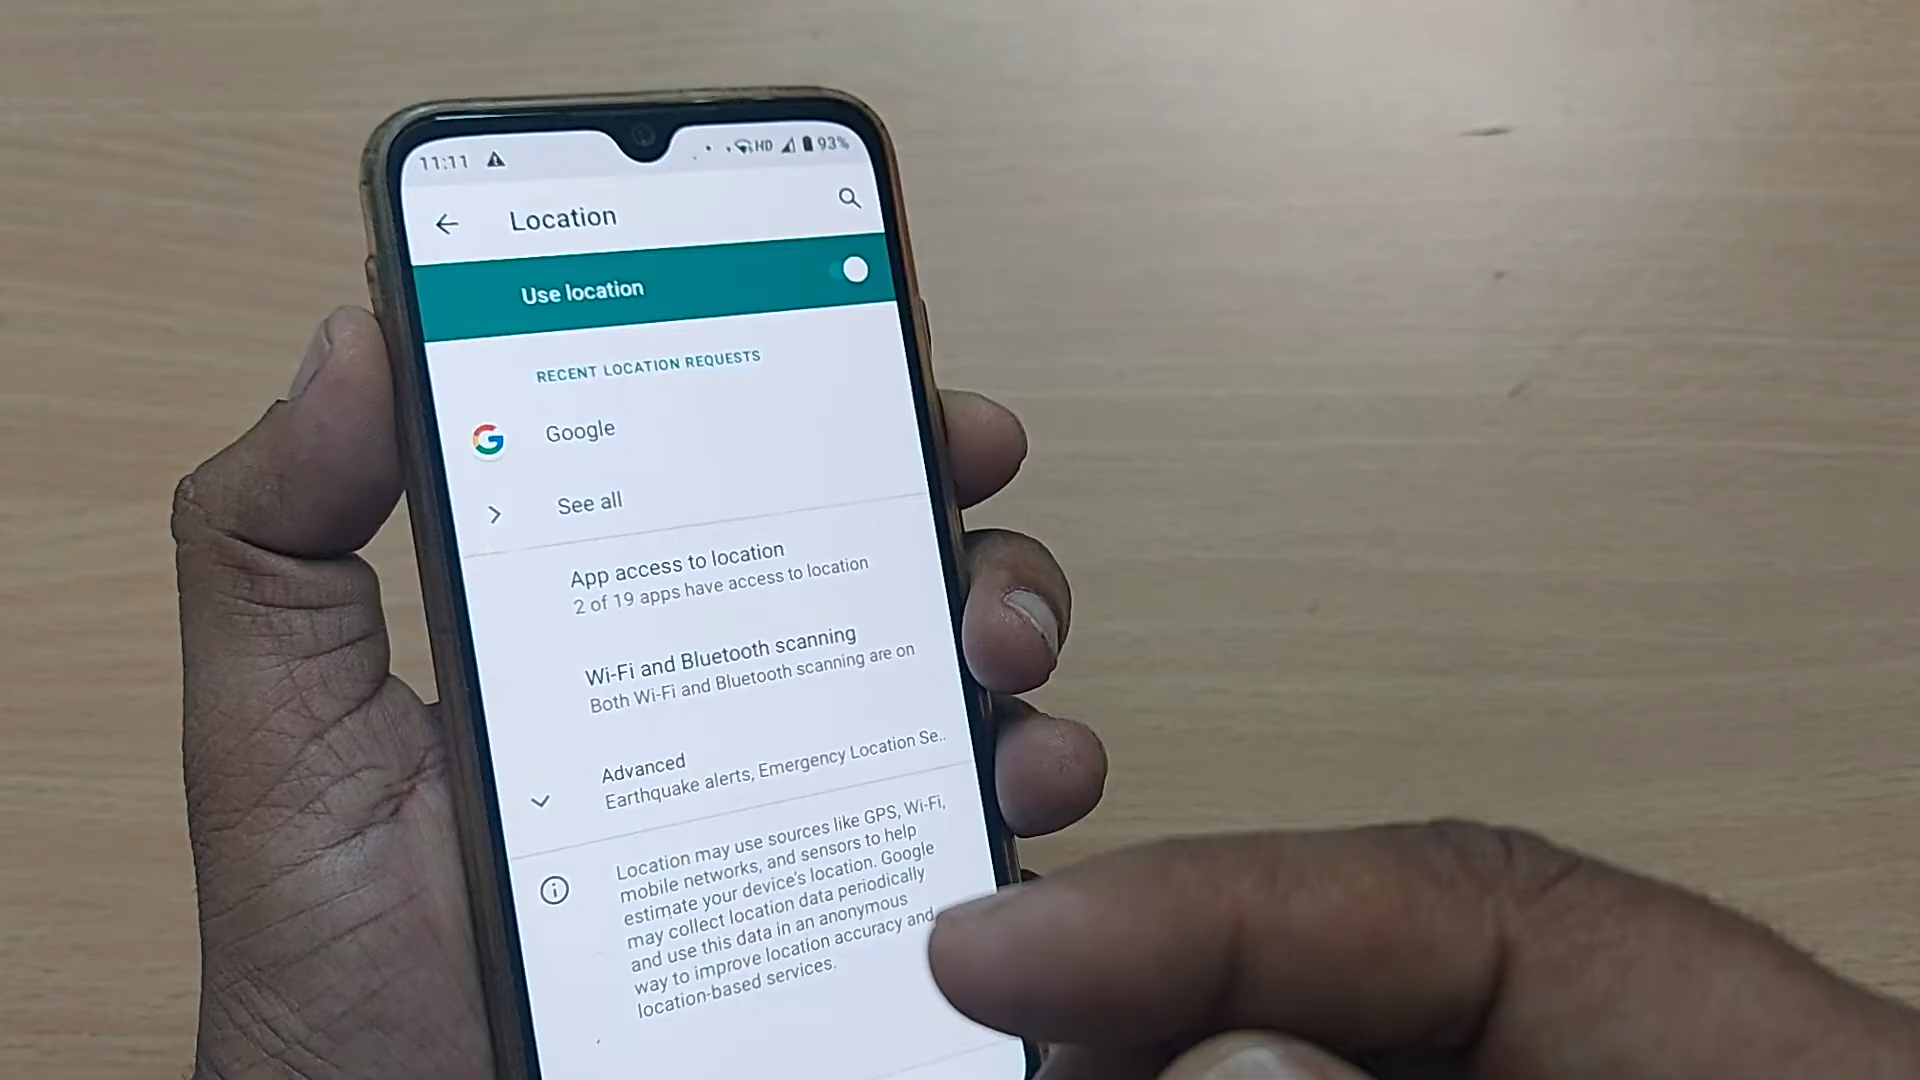 11:11 HD 93%
Location
Use location
RECENT LOCATION REQUESTS
Google
See all
App access to location
2 of 19 apps have access to location
Wi-Fi and Bluetooth scanning
Both Wi-Fi and Bluetooth scanning are on
Advanced
Earthquake alerts, Emergency Location Se..
Location may use sources like GPS, Wi-Fi,
mobile networks, and sensors to help
estimate your device's location. Google
may collect location data periodically
and use this data in an anonymous
way to improve location accuracy and
location-based services.